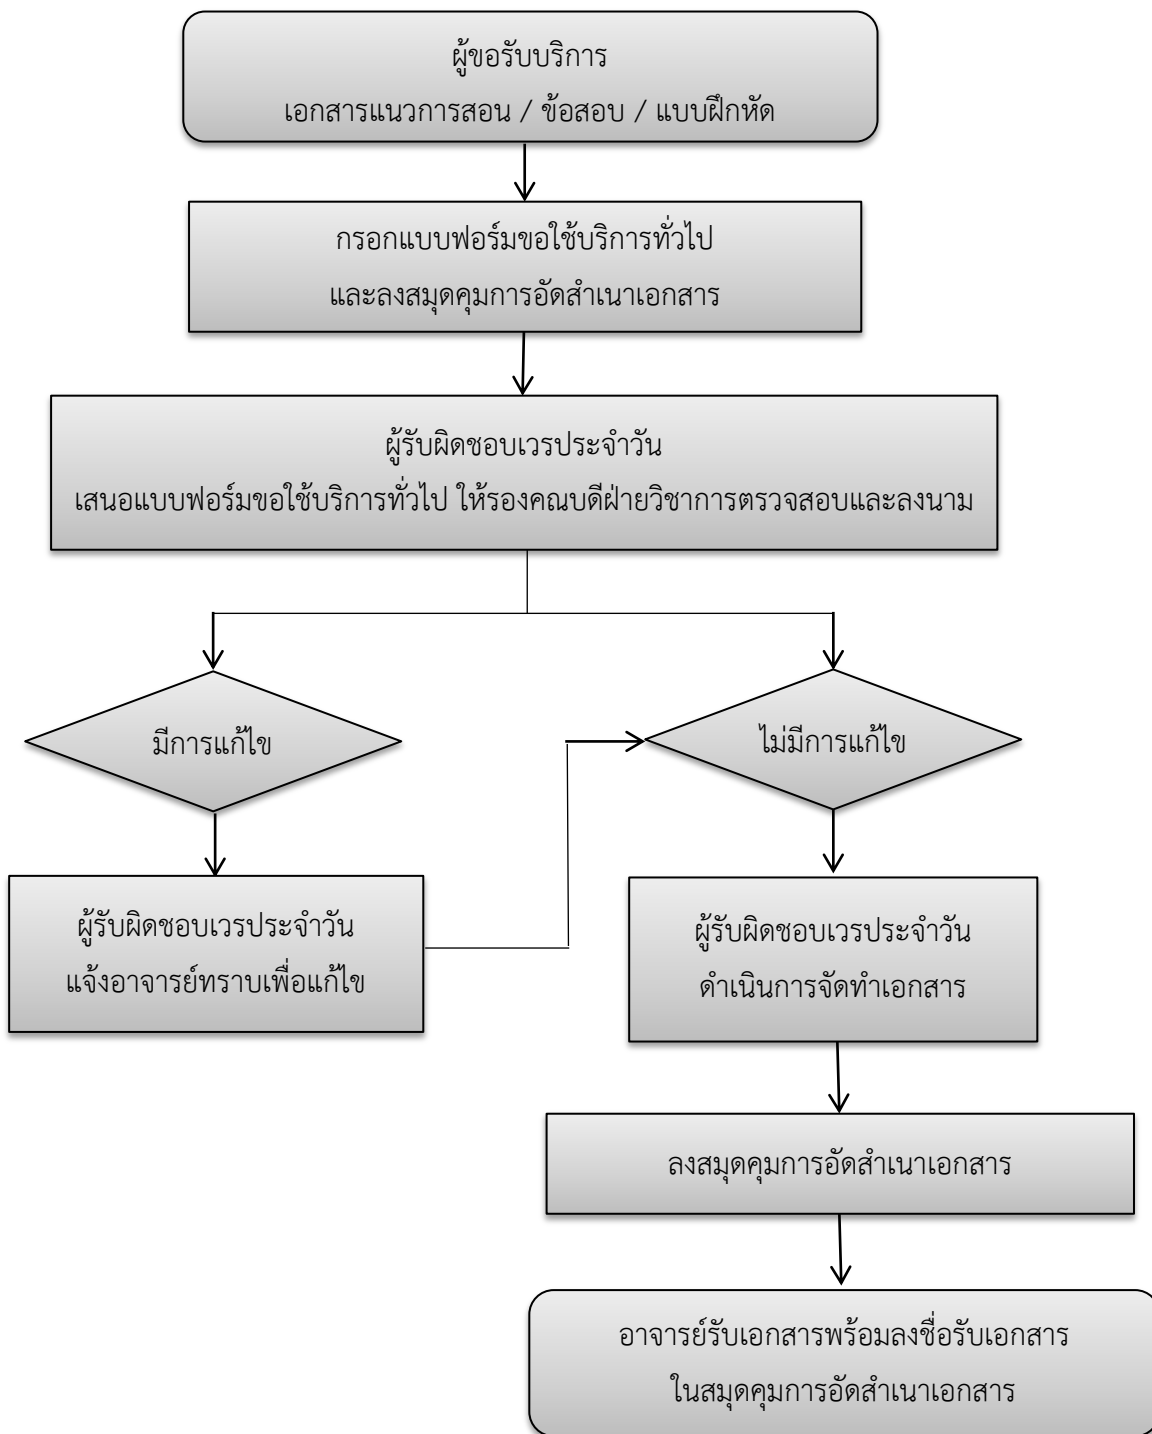 ผู้ขอรับบริการ
เอกสารแนวการสอน / ข้อสอบ / แบบฝึกหัด
กรอกแบบฟอร์มขอใช้บริการทั่วไป
และลงสมุดคุมการอัดสำเนาเอกสาร
ผู้รับผิดชอบเวรประจำวัน
เสนอแบบฟอร์มขอใช้บริการทั่วไป ให้รองคณบดีฝ่ายวิชาการตรวจสอบและลงนาม
มีการแก้ไข
ไม่มีการแก้ไข
ผู้รับผิดชอบเวรประจำวัน
แจ้งอาจารย์ทราบเพื่อแก้ไข
ผู้รับผิดชอบเวรประจำวัน
ดำเนินการจัดทำเอกสาร
ลงสมุดคุมการอัดสำเนาเอกสาร
อาจารย์รับเอกสารพร้อมลงชื่อรับเอกสาร
ในสมุดคุมการอัดสำเนาเอกสาร